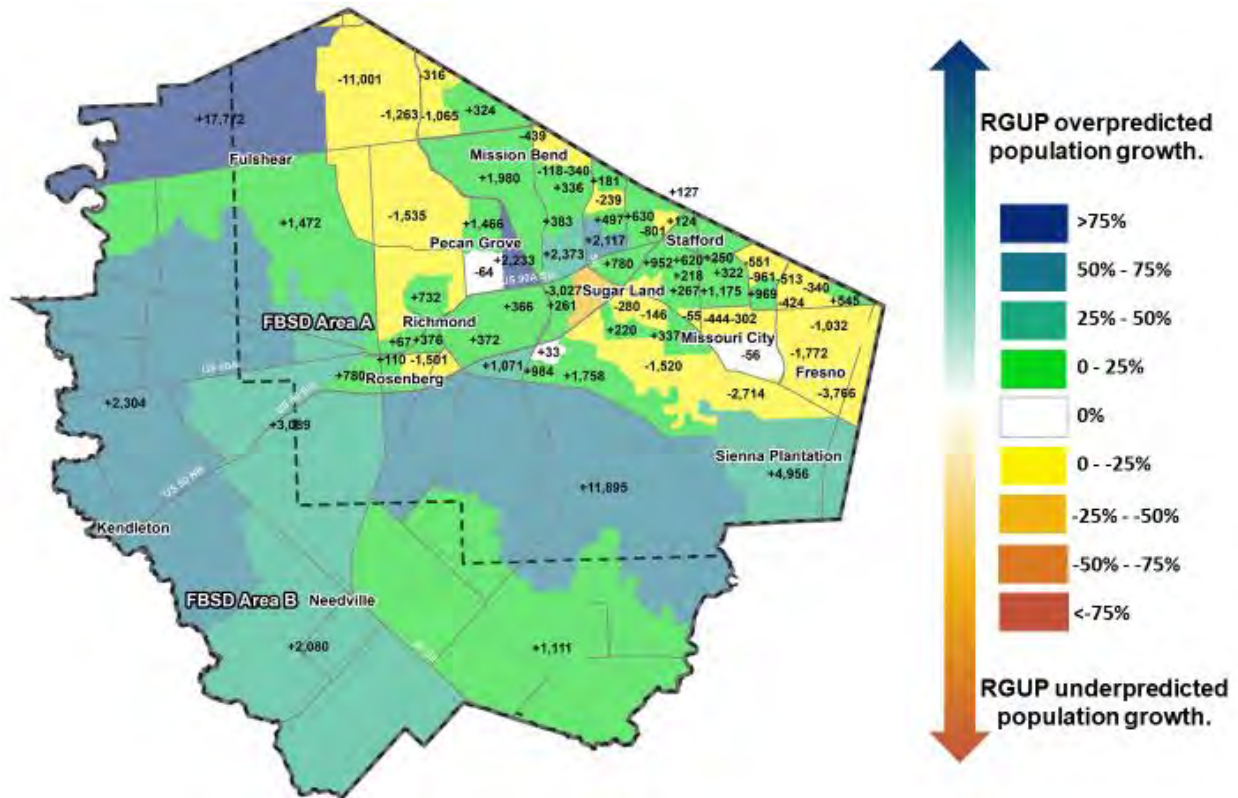 -11,001
-316
+17,772
-1,263
-1,065
+324
-439
Fulshear
Mission Bend
-118
-340
+1,980
+336
+181
+127
-239
+1,472
-1,535
+1,466
+383
+497
+630
+124
-801
Pecan Grove
+2,117
Stafford
-64
+2,233
+2,373
+780
+952
+620
+250
-551
US 90A
+218
+322
-961
-513
-340
-3,027
Sugar Land
+732
+366
+261
-280
+267
+1,175
+969
-424
+545
FBSD Area A
Richmond
-146
-55
-444
-302
-1,032
+67
+376
+372
+220
+337
Missouri City
+110
-1,501
+33
-56
-1,772
US 90A
+780
Rosenberg
+1,071
+984
+1,758
-1,520
Fresno
+2,304
-2,714
-3,766
+3,089
Sienna Plantation
+4,956
US 59
+11,895
Kendleton
FBSD Area B
Needville
+2,080
+1,111
RGUP overpredicted
population growth.
>75%
50% - 75%
25% - 50%
0 - 25%
0%
0 - -25%
-25% - -50%
-50% - -75%
<-75%
RGUP underpredicted
population growth.